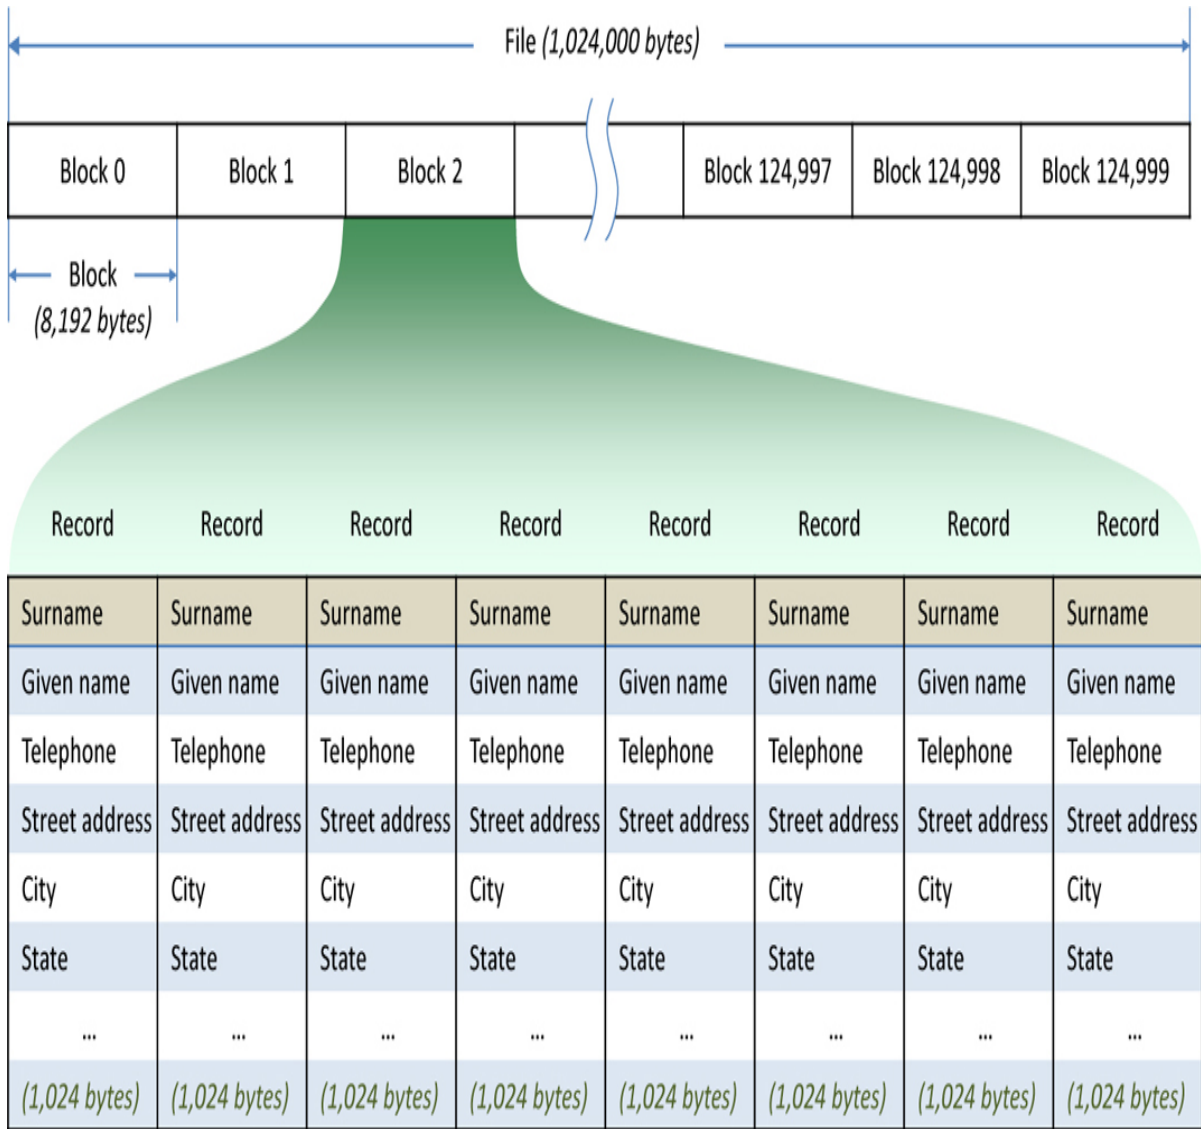 File (1,024,000 bytes)
Block 0 Block 1 Block 2 Block 124,997 Block 124,998 Block 124,999
Block
(8,192 bytes)
Record Record Record Record Record Record Record Record
Surname Surname Surname Surname Surname Surname Surname Surname
Given name Given name Given name Given name Given name Given name Given name Given name
Telephone Telephone Telephone Telephone Telephone Telephone Telephone Telephone
Street address Street address Street address Street address Street address Street address Street address Street address
City City City City City City City City
State State State State State State State State
... ... ... ... ... ... ... ...
(1,024 bytes) (1,024 bytes) (1,024 bytes) (1,024 bytes) (1,024 bytes) (1,024 bytes) (1,024 bytes) (1,024 bytes)